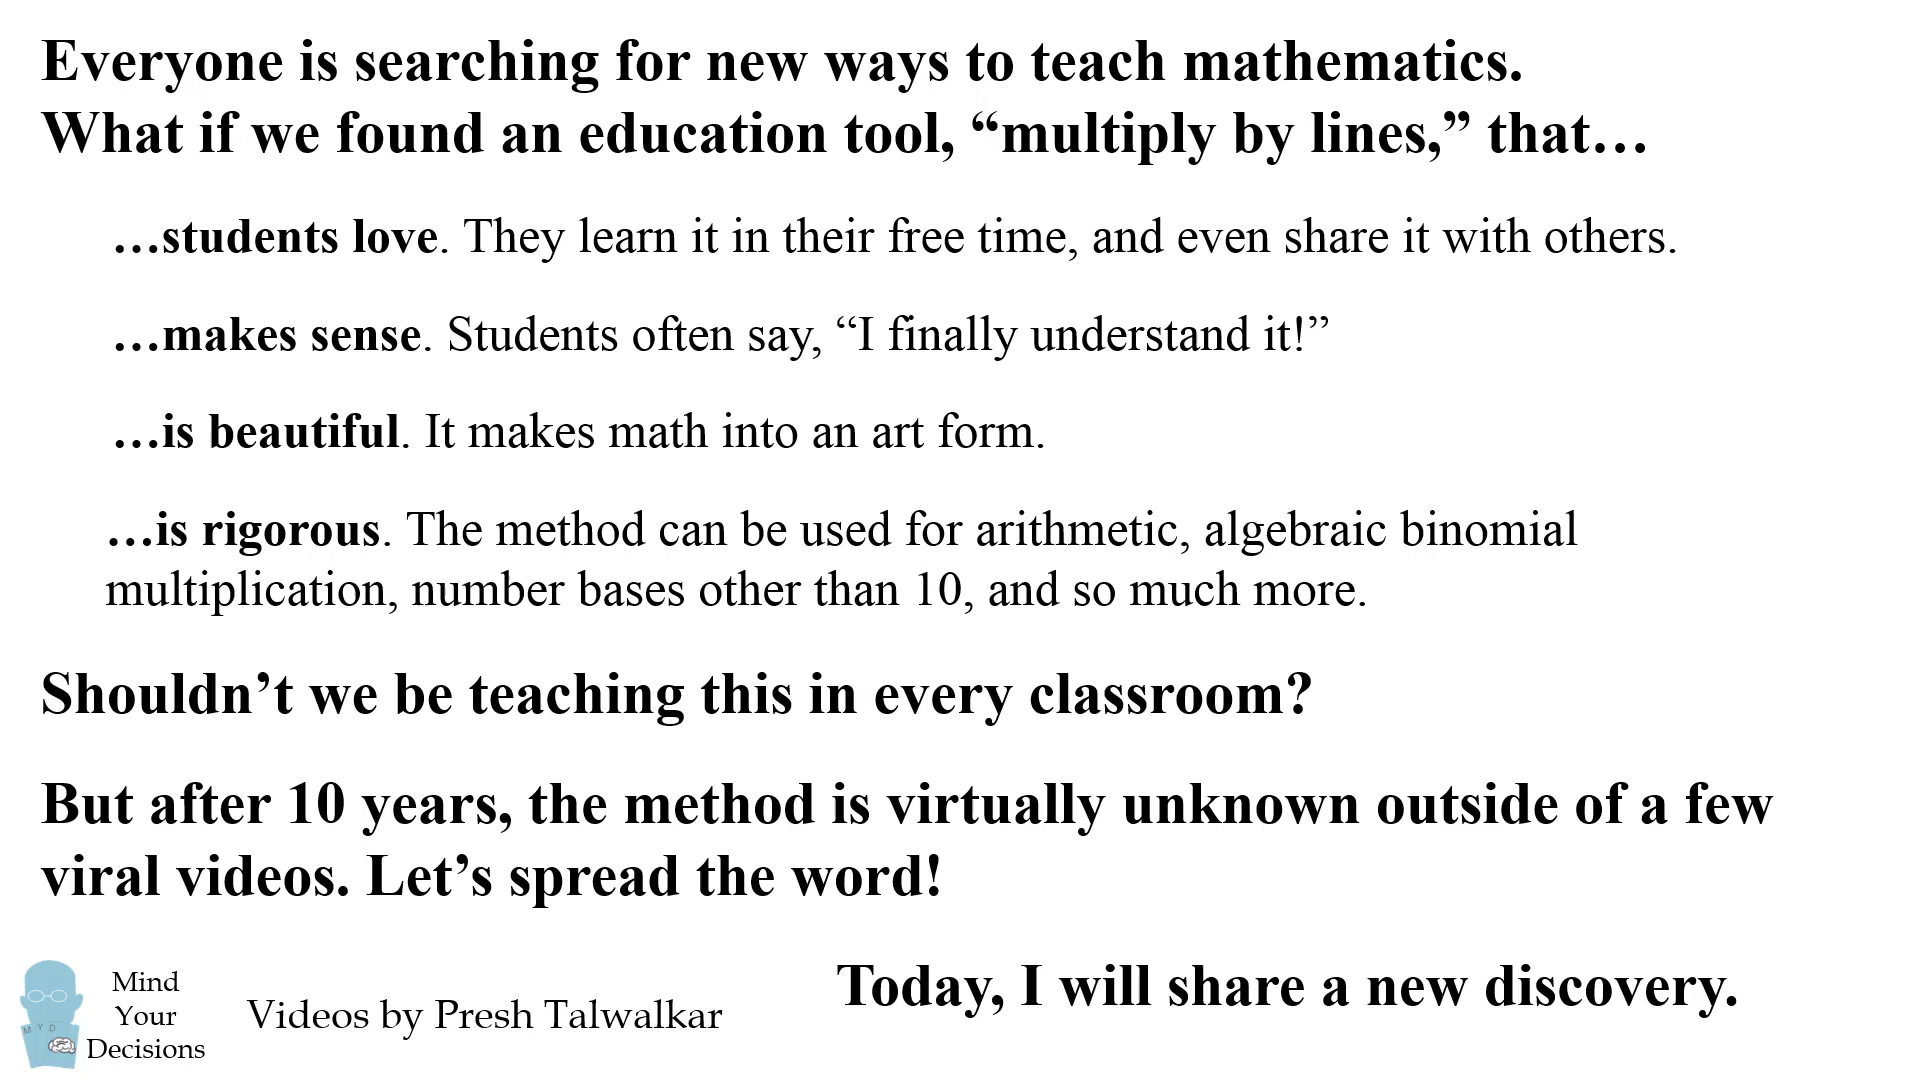 Everyone is searching for new ways to teach mathematics.
What if we found an education tool, “multiply by lines,” that…
…students love. They learn it in their free time, and even share it with others.
…makes sense. Students often say, “I finally understand it!”
…is beautiful. It makes math into an art form.
…is rigorous. The method can be used for arithmetic, algebraic binomial
multiplication, number bases other than 10, and so much more.
Shouldn’t we be teaching this in every classroom?
But after 10 years, the method is virtually unknown outside of a few
viral videos. Let’s spread the word!
Today, I will share a new discovery.
MYD
Mind
Your
Decisions
Videos by Presh Talwalkar